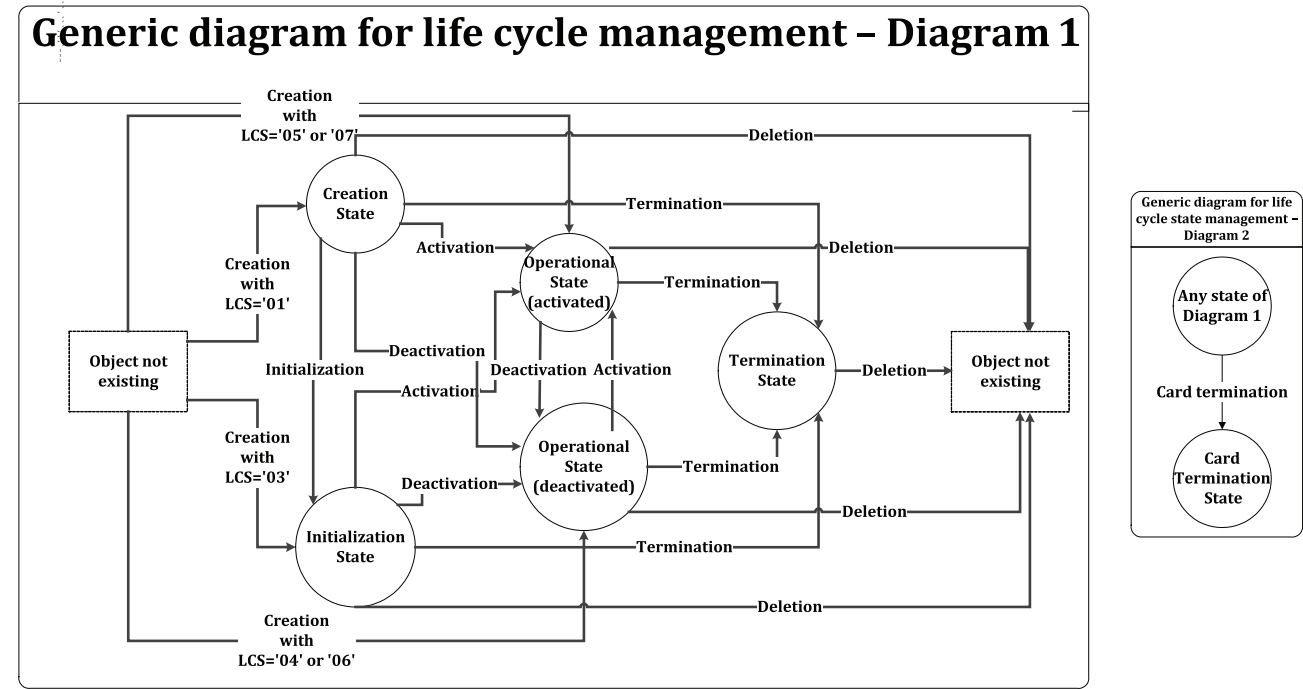 Generic diagram for life cycle management – Diagram 1
Creation
with
LCS='05' or '07'
Deletion
Creation
State
Termination
Activation
Deletion
Creation
with
LCS='01'
Operational
State
(activated)
Termination
Object not
existing
Initialization
Deactivation
Deactivation
Activation
Activation
Termination
State
Deletion
Object not
existing
Creation
with
LCS='03'
Operational
State
(deactivated)
Termination
Deactivation
Deletion
Initialization
State
Termination
Deletion
Creation
with
LCS='04' or '06'
Generic diagram for life
cycle state management –
Diagram 2
Any state of
Diagram 1
Card termination
Card
Termination
State